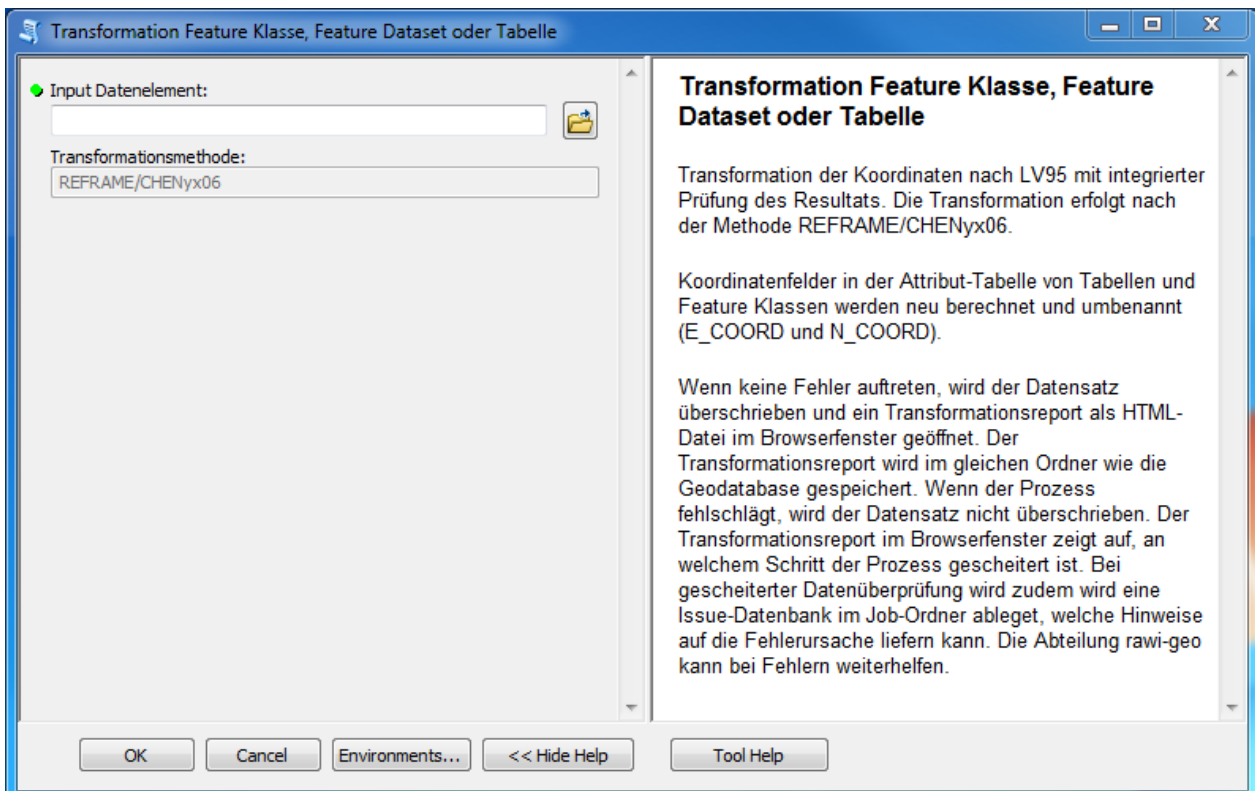 Transformation Feature Klasse, Feature Dataset oder Tabelle
Input Datenelement:
Transformationsmethode:
REFRAME/CHENyx06
Transformation Feature Klasse, Feature
Dataset oder Tabelle
Transformation der Koordinaten nach LV95 mit integrierter
Prüfung des Resultats. Die Transformation erfolgt nach
der Methode REFRAME/CHENyx06.
Koordinatenfelder in der Attribut-Tabelle von Tabellen und
Feature Klassen werden neu berechnet und umbenannt
(E_COORD und N_COORD).
Wenn keine Fehler auftreten, wird der Datensatz
überschrieben und ein Transformationsreport als HTML-
Datei im Browserfenster geöffnet. Der
Transformationsreport wird im gleichen Ordner wie die
Geodatabase gespeichert. Wenn der Prozess
fehlschlägt, wird der Datensatz nicht überschrieben. Der
Transformationsreport im Browserfenster zeigt auf, an
welchem Schritt der Prozess gescheitert ist. Bei
gescheiterter Datenüberprüfung wird zudem wird eine
Issue-Datenbank im Job-Ordner ableget, welche Hinweise
auf die Fehlerursache liefern kann. Die Abteilung rawi-geo
kann bei Fehlern weiterhelfen.
OK
Cancel
Environments...
<< Hide Help
Tool Help